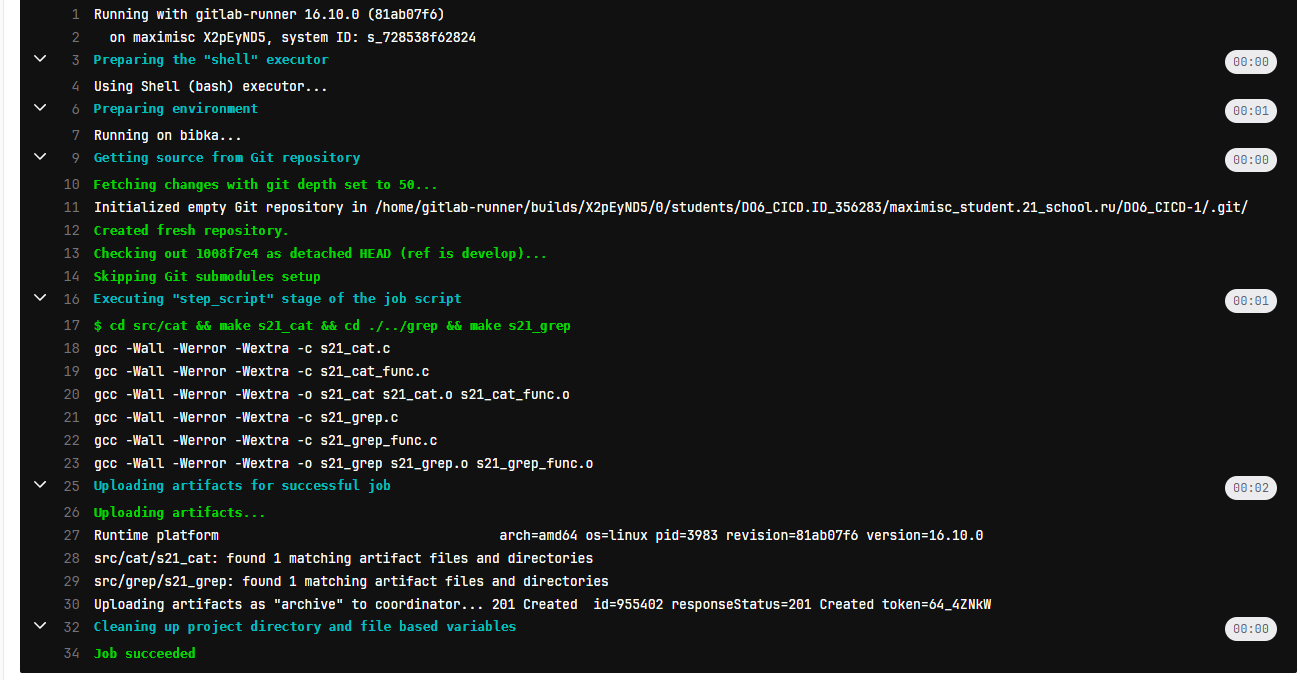 1 Running with gitlab-runner 16.10.0 (81ab07f6)
2 on maximisc X2pEyND5, system ID: s_728538f62824
3 Preparing the "shell" executor 00:00
4 Using Shell (bash) executor...
6 Preparing environment 00:01
7 Running on bibka...
9 Getting source from Git repository 00:00
10 Fetching changes with git depth set to 50...
11 Initialized empty Git repository in /home/gitlab-runner/builds/X2pEyND5/0/students/DO6_CICD.ID_356283/maximisc_student.21_school.ru/DO6_CICD-1/.git/
12 Created fresh repository.
13 Checking out 1008f7e4 as detached HEAD (ref is develop)...
14 Skipping Git submodules setup
16 Executing "step_script" stage of the job script 00:01
17 $ cd src/cat && make s21_cat && cd ./../grep && make s21_grep
18 gcc -Wall -Werror -Wextra -c s21_cat.c
19 gcc -Wall -Werror -Wextra -c s21_cat_func.c
20 gcc -Wall -Werror -Wextra -o s21_cat s21_cat.o s21_cat_func.o
21 gcc -Wall -Werror -Wextra -c s21_grep.c
22 gcc -Wall -Werror -Wextra -c s21_grep_func.c
23 gcc -Wall -Werror -Wextra -o s21_grep s21_grep.o s21_grep_func.o
25 Uploading artifacts for successful job 00:02
26 Uploading artifacts...
27 Runtime platform arch=amd64 os=linux pid=3983 revision=81ab07f6 version=16.10.0
28 src/cat/s21_cat: found 1 matching artifact files and directories
29 src/grep/s21_grep: found 1 matching artifact files and directories
30 Uploading artifacts as "archive" to coordinator... 201 Created id=955402 responseStatus=201 Created token=64_4ZNkW
32 Cleaning up project directory and file based variables 00:00
34 Job succeeded